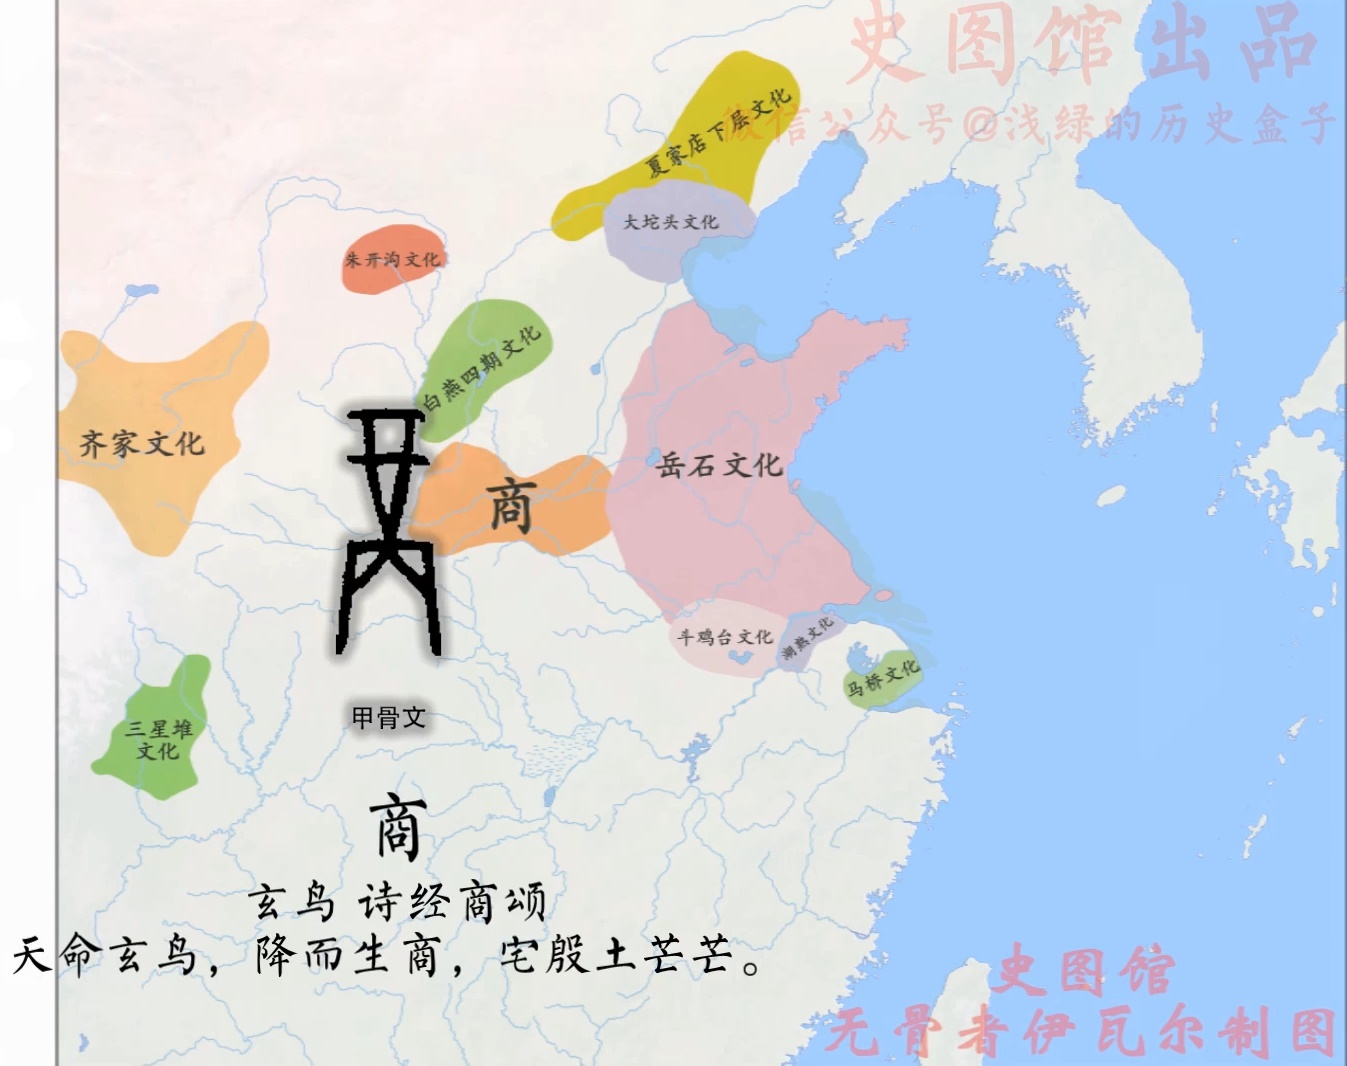 史图馆出品
微信公众号@浅绿的历史盒子
夏家店下层文化
大坨头文化
朱开沟文化
白燕四期文化
齐家文化
岳石文化
商
斗鸡台文化
湖熟文化
马桥文化
三星堆
文化
甲骨文
商
玄鸟 诗经商颂
天命玄鸟，降而生商，宅殷土芒芒。
史图馆
无骨者伊瓦尔制图